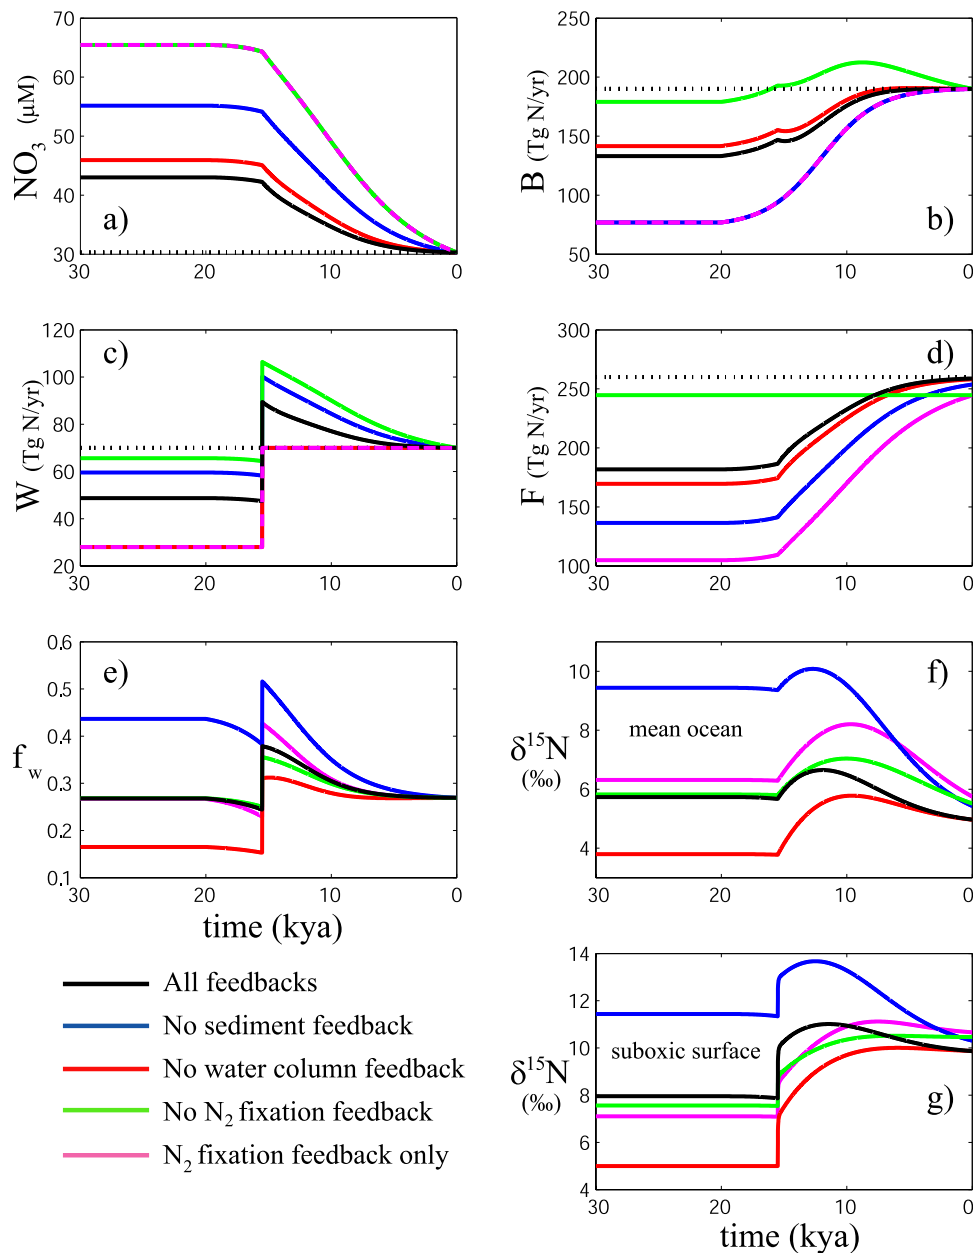 70
60
50
40
30
NO3 (μM)
a)
30 20 10 0
250
200
150
100
50
B (Tg N/yr)
b)
30 20 10 0
120
100
80
60
40
20
W (Tg N/yr)
c)
30 20 10 0
300
250
200
150
100
F (Tg N/yr)
d)
30 20 10 0
0.6
0.5
0.4
0.3
0.2
0.1
fw
e)
30 20 10 0
time (kya)
10
8
6
4
δ15N
(‰)
mean ocean
f)
30 20 10 0
All feedbacks
No sediment feedback
No water column feedback
No N2 fixation feedback
N2 fixation feedback only
14
12
10
8
6
4
δ15N
(‰)
suboxic surface
g)
30 20 10 0
time (kya)